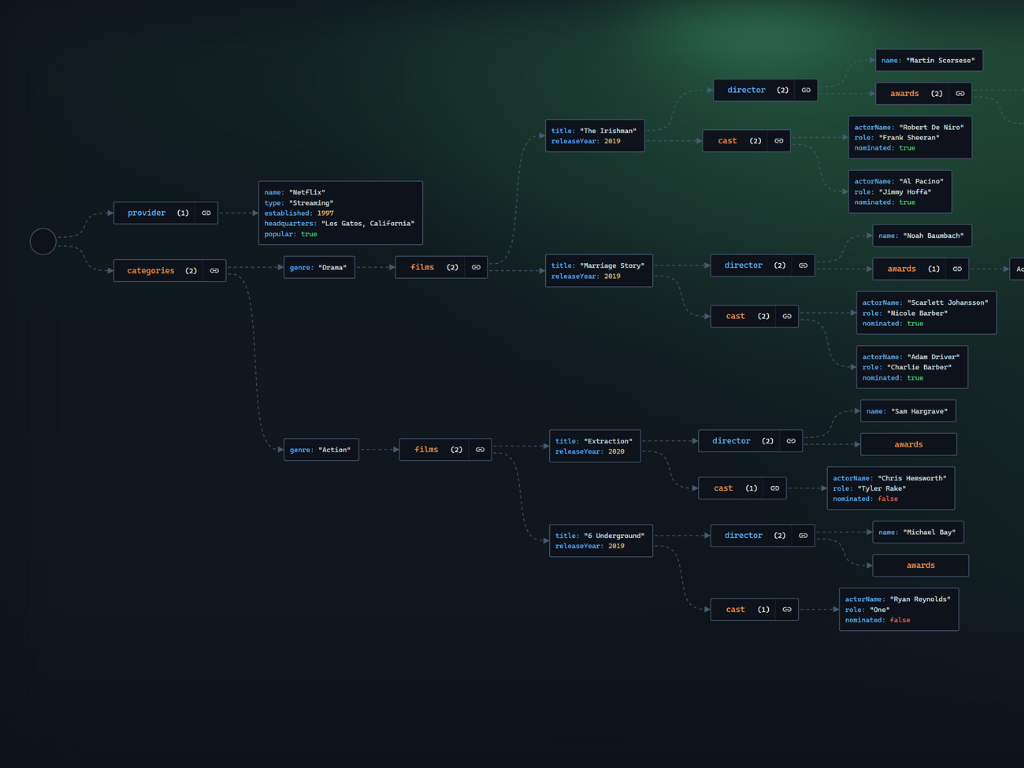 provider (1)
name: "Netflix"
type: "Streaming"
established: 1997
headquarters: "Los Gatos, California"
popular: true
categories (2)
genre: "Drama"
films (2)
title: "The Irishman"
releaseYear: 2019
director (2)
name: "Martin Scorsese"
awards (2)
cast (2)
actorName: "Robert De Niro"
role: "Frank Sheeran"
nominated: true
actorName: "Al Pacino"
role: "Jimmy Hoffa"
nominated: true
title: "Marriage Story"
releaseYear: 2019
director (2)
name: "Noah Baumbach"
awards (1)
Ac
cast (2)
actorName: "Scarlett Johansson"
role: "Nicole Barber"
nominated: true
actorName: "Adam Driver"
role: "Charlie Barber"
nominated: true
genre: "Action"
films (2)
title: "Extraction"
releaseYear: 2020
director (2)
name: "Sam Hargrave"
awards
cast (1)
actorName: "Chris Hemsworth"
role: "Tyler Rake"
nominated: false
title: "6 Underground"
releaseYear: 2019
director (2)
name: "Michael Bay"
awards
cast (1)
actorName: "Ryan Reynolds"
role: "One"
nominated: false